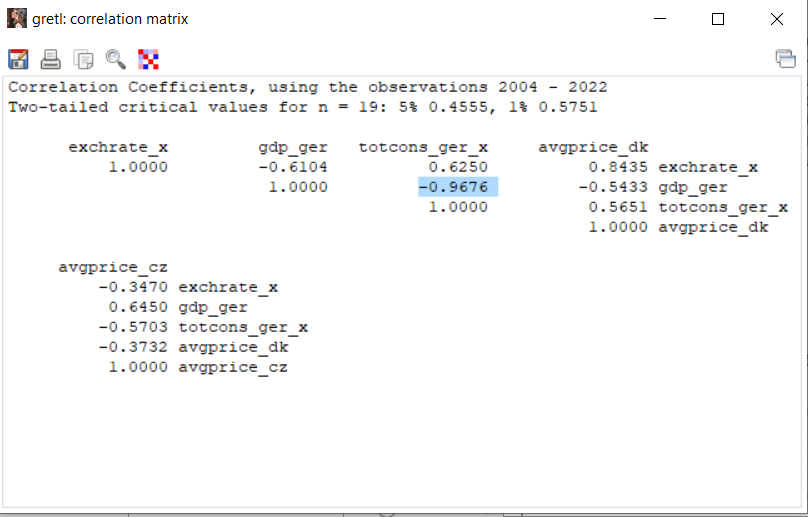 gretl: correlation matrix
Correlation Coefficients, using the observations 2004 - 2022
Two-tailed critical values for n = 19: 5% 0.4555, 1% 0.5751
exchrate_x gdp_ger totcons_ger_x avgprice_dk
1.0000 -0.6104 0.6250 0.8435 exchrate_x
1.0000 -0.9676 -0.5433 gdp_ger
1.0000 0.5651 totcons_ger_x
1.0000 avgprice_dk
avgprice_cz
-0.3470 exchrate_x
0.6450 gdp_ger
-0.5703 totcons_ger_x
-0.3732 avgprice_dk
1.0000 avgprice_cz